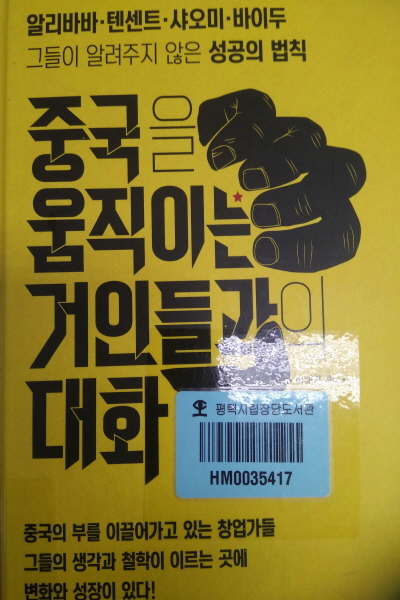 알리바바·텐센트·샤오미·바이두
그들이 알려주지 않은 성공의 법칙
중국을
움직이는
거인들과의
대화
평택시립장당도서관
HM0035417
중국의 부를 이끌어가고 있는 창업가들
그들의 생각과 철학이 이르는 곳에
변화와 성장이 있다!